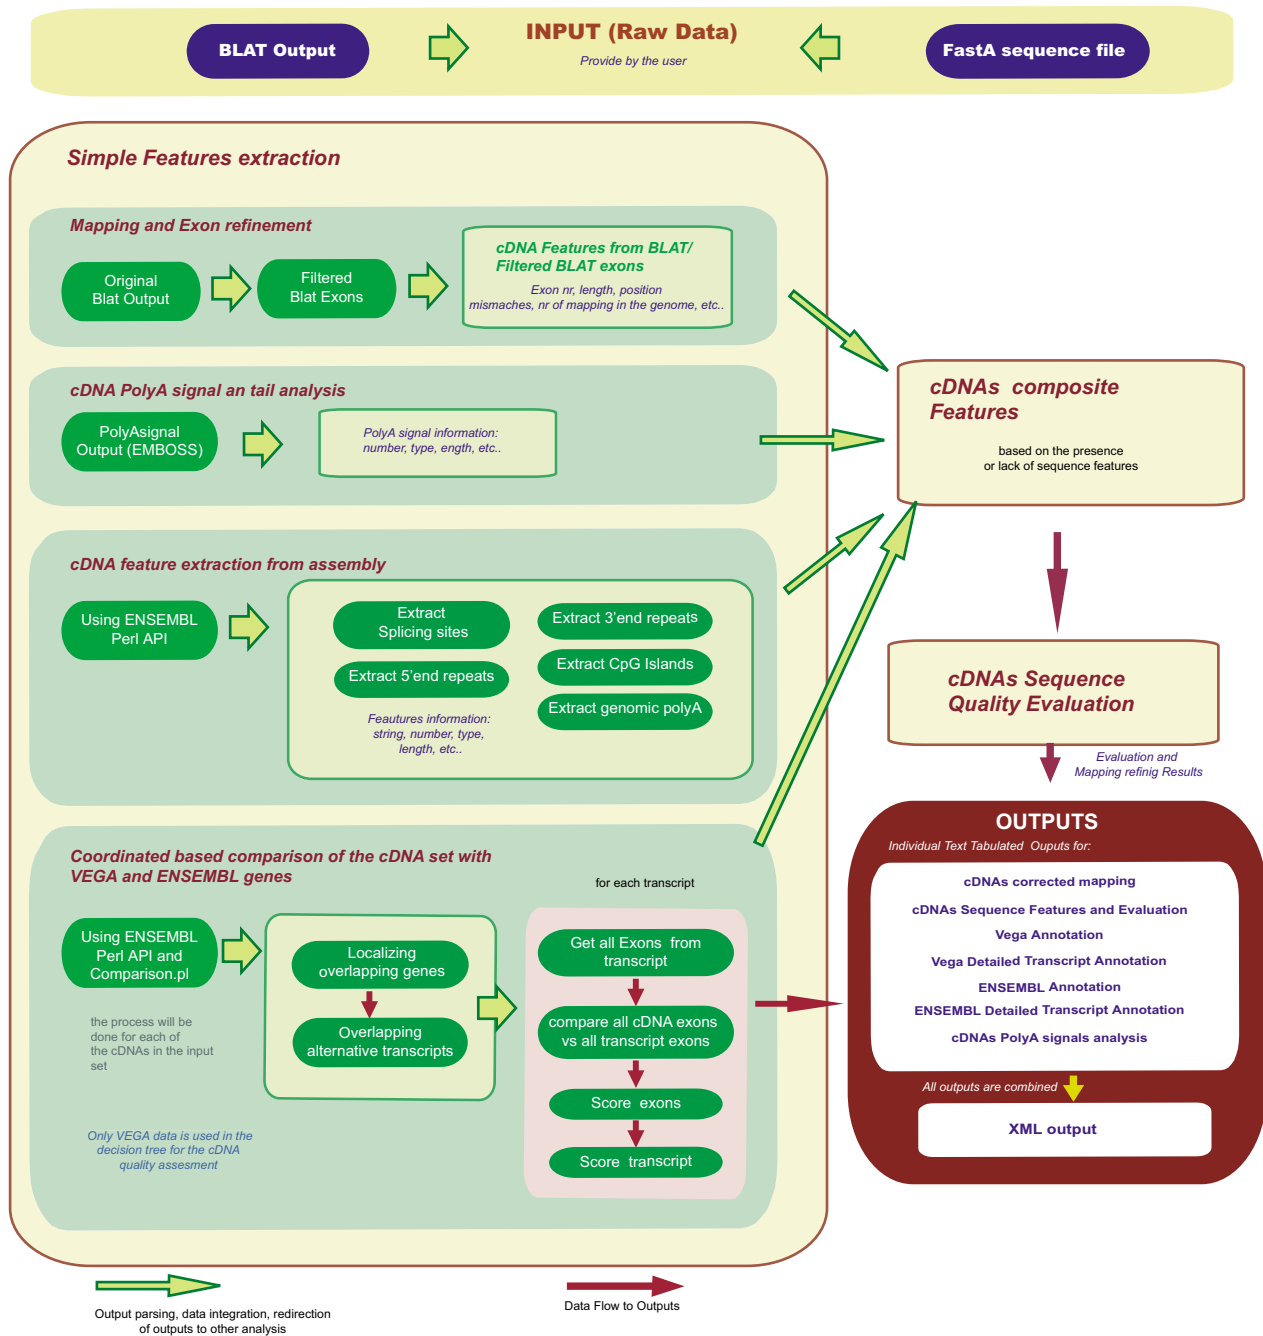 BLAT Output
INPUT (Raw Data)
Provide by the user
FastA sequence file
Simple Features extraction
Mapping and Exon refinement
Original
Blat Output
Filtered
Blat Exons
cDNA Features from BLAT/
Filtered BLAT exons
Exon nr, length, position
mismaches, nr of mapping in the genome, etc..
cDNA PolyA signal an tail analysis
PolyAsignal
Output (EMBOSS)
PolyA signal information:
number, type, ength, etc..
cDNA feature extraction from assembly
Using ENSEMBL
Perl API
Extract
Splicing sites
Extract 5'end repeats
Feautures information:
string, number, type,
length, etc..
Extract 3'end repeats
Extract CpG Islands
Extract genomic polyA
Coordinated based comparison of the cDNA set with
VEGA and ENSEMBL genes
Using ENSEMBL
Perl API and
Comparison.pl
the process will be
done for each of
the cDNAs in the input
set
Only VEGA data is used in the
decision tree for the cDNA
quality assesment
Localizing
overlapping genes
Overlapping
alternative transcripts
for each transcript
Get all Exons from
transcript
compare all cDNA exons
vs all transcript exons
Score exons
Score transcript
cDNAs composite
Features
based on the presence
or lack of sequence features
cDNAs Sequence
Quality Evaluation
Evaluation and
Mapping refinig Results
OUTPUTS
Individual Text Tabulated Ouputs for:
cDNAs corrected mapping
cDNAs Sequence Features and Evaluation
Vega Annotation
Vega Detailed Transcript Annotation
ENSEMBL Annotation
ENSEMBL Detailed Transcript Annotation
cDNAs PolyA signals analysis
All outputs are combined
XML output
Output parsing, data integration, redirection
of outputs to other analysis
Data Flow to Outputs